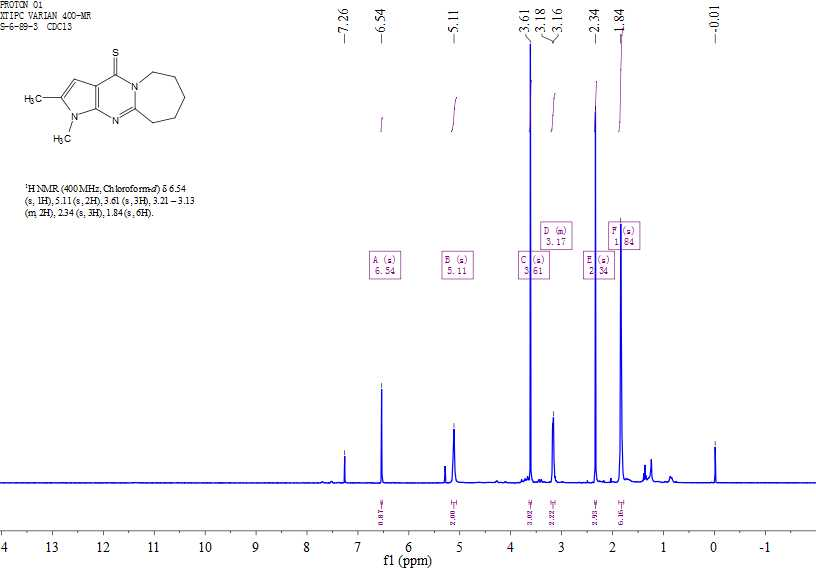 PROTON 01
XTIPC VARIAN 400-MR
S-6-89-3 CDCl3
7.26
6.54
5.11
3.61
3.18
3.16
2.34
1.84
-0.01
S
N
H3C
N
N
H3C
¹H NMR (400 MHz, Chloroform-d) δ 6.54
(s, 1H), 5.11 (s, 2H), 3.61 (s, 3H), 3.21 – 3.13
(m, 2H), 2.34 (s, 3H), 1.84 (s, 6H).
D (m)
3.17
F (s)
1.84
A (s)
6.54
B (s)
5.11
C (s)
3.61
E (s)
2.34
0.87
2.00
3.02
2.22
2.93
6.16
4 13 12 11 10 9 8 7 6 5 4 3 2 1 0 -1
f1 (ppm)